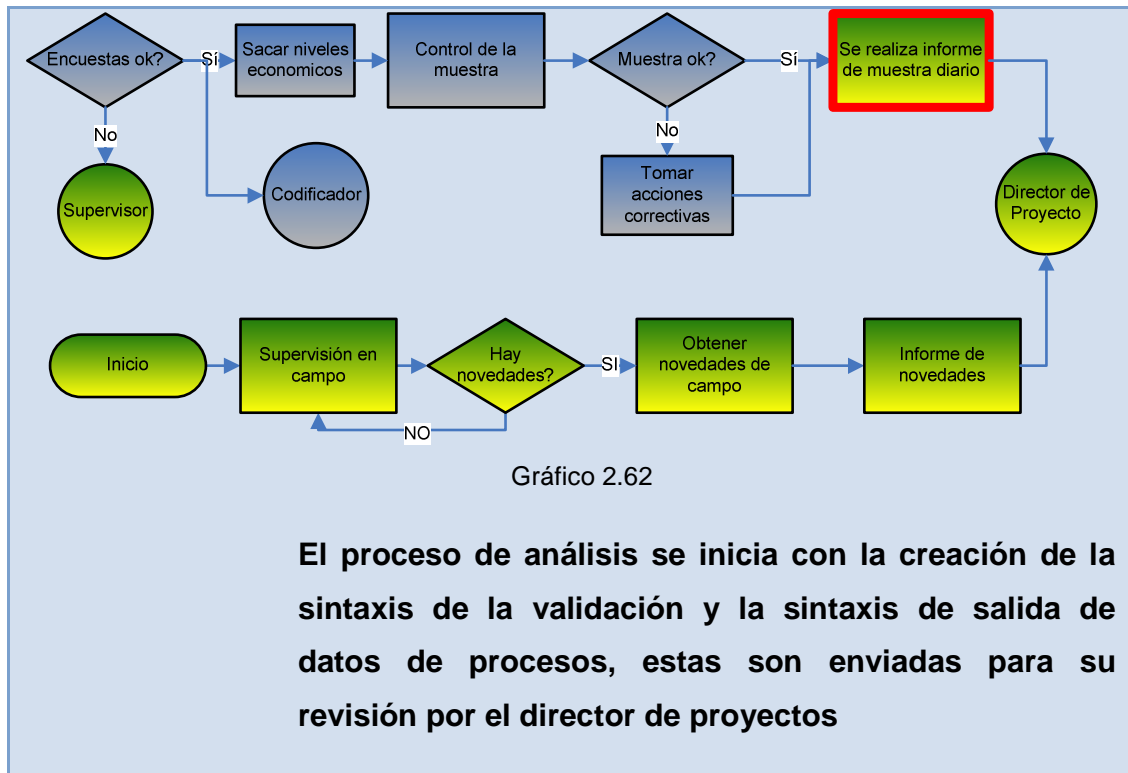 Encuestas ok?
Sí
Sacar niveles
economicos
Control de la
muestra
Muestra ok?
Sí
Se realiza informe
de muestra diario
No
Supervisor
Codificador
No
Tomar
acciones
correctivas
Director de
Proyecto
Inicio
Supervisión en
campo
Hay
novedades?
SI
Obtener
novedades de
campo
Informe de
novedades
NO
Gráfico 2.62
El proceso de análisis se inicia con la creación de la
sintaxis de la validación y la sintaxis de salida de
datos de procesos, estas son enviadas para su
revisión por el director de proyectos